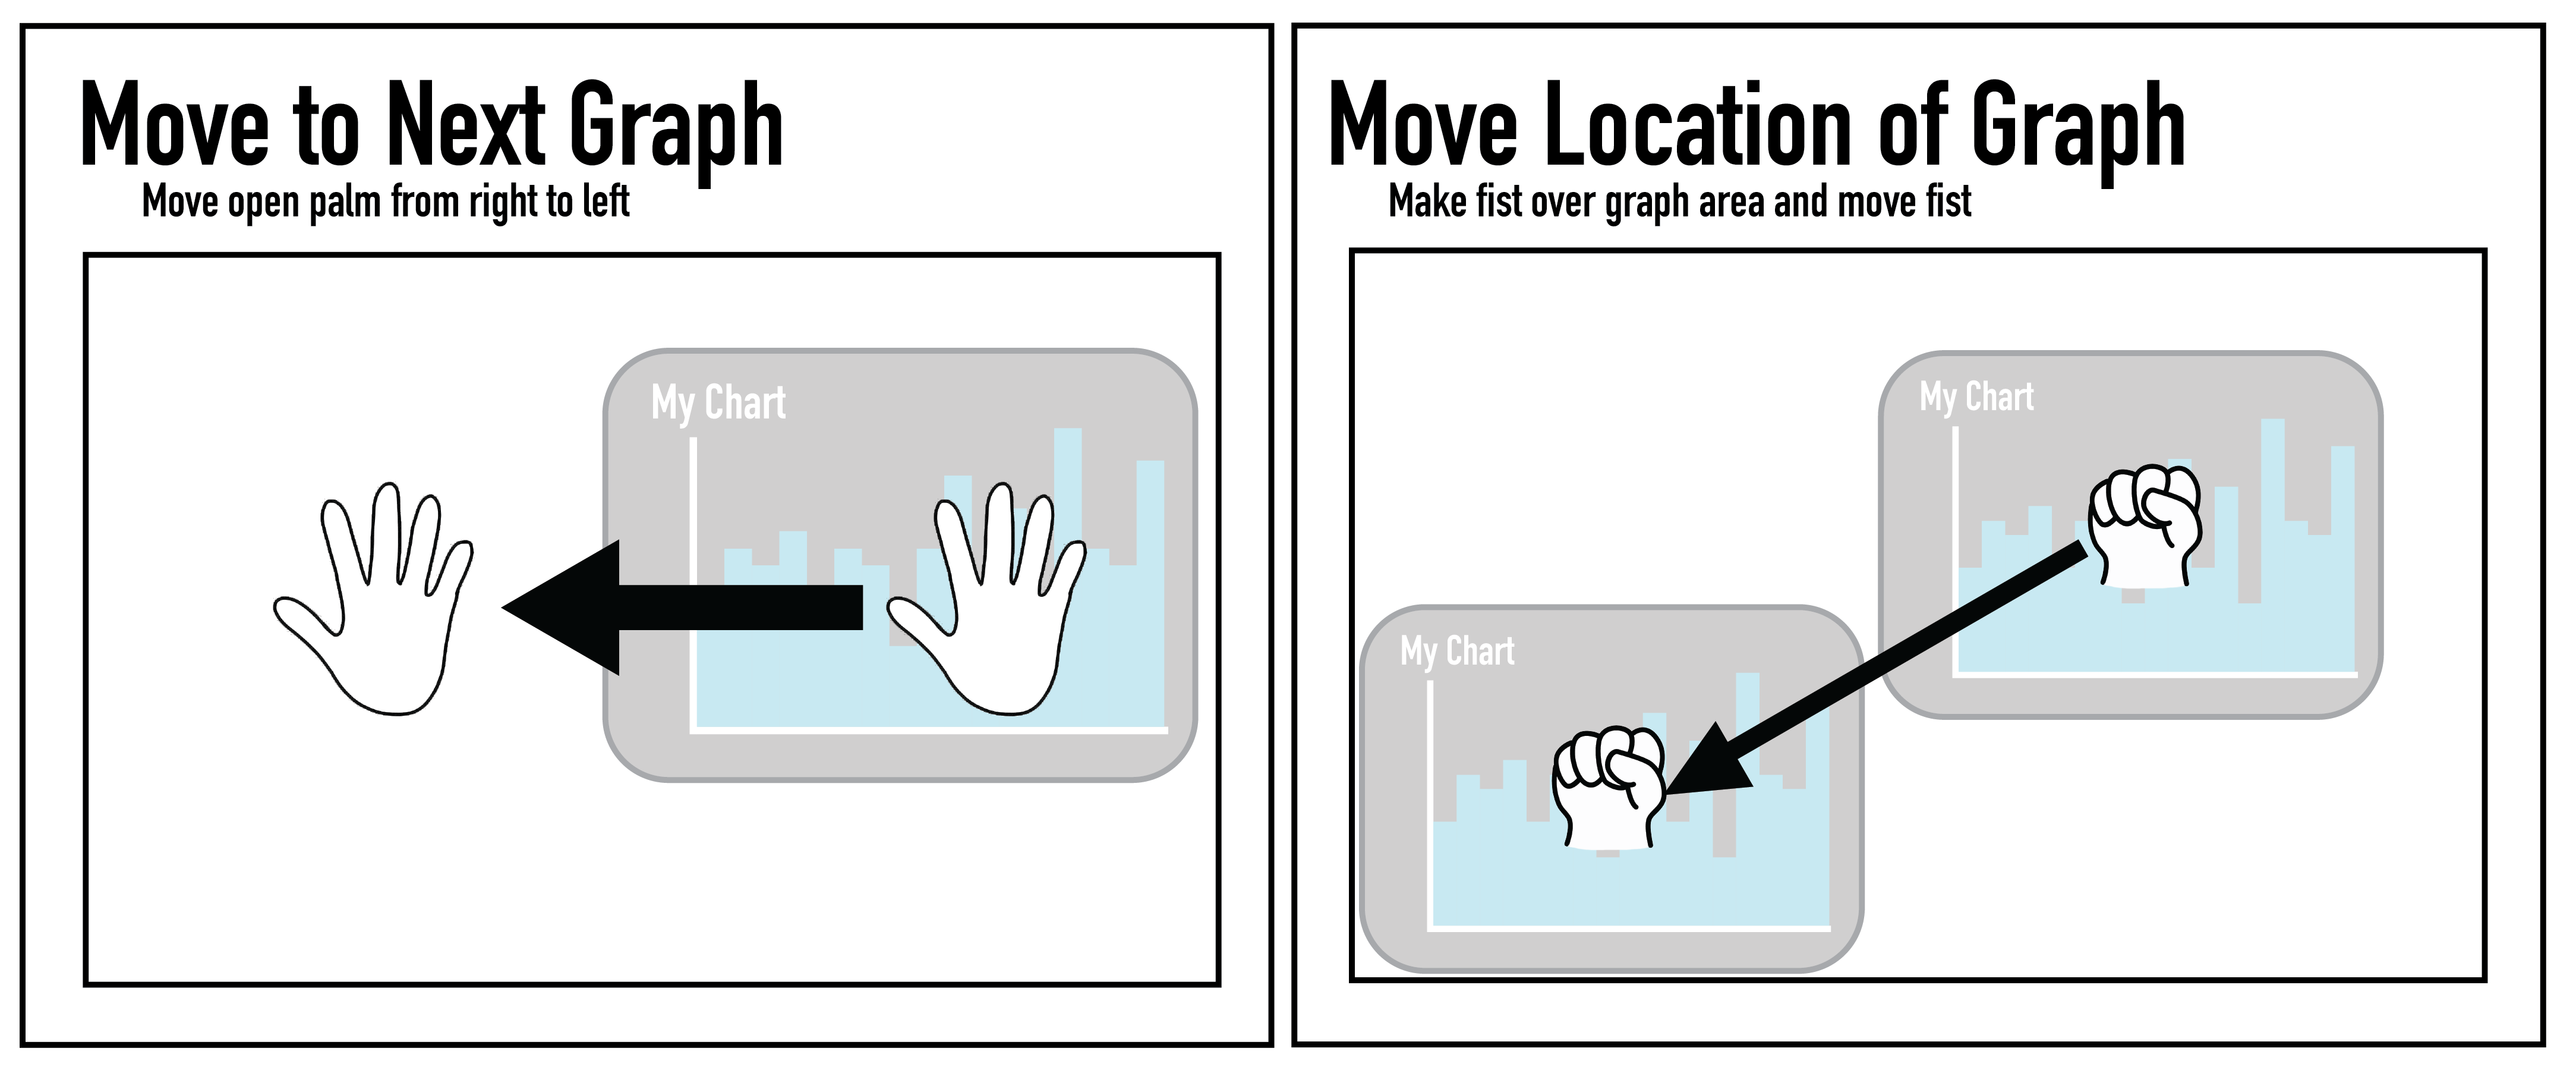 Move to Next Graph
Move open palm from right to left
My Chart
Move Location of Graph
Make fist over graph area and move fist
My Chart
My Chart